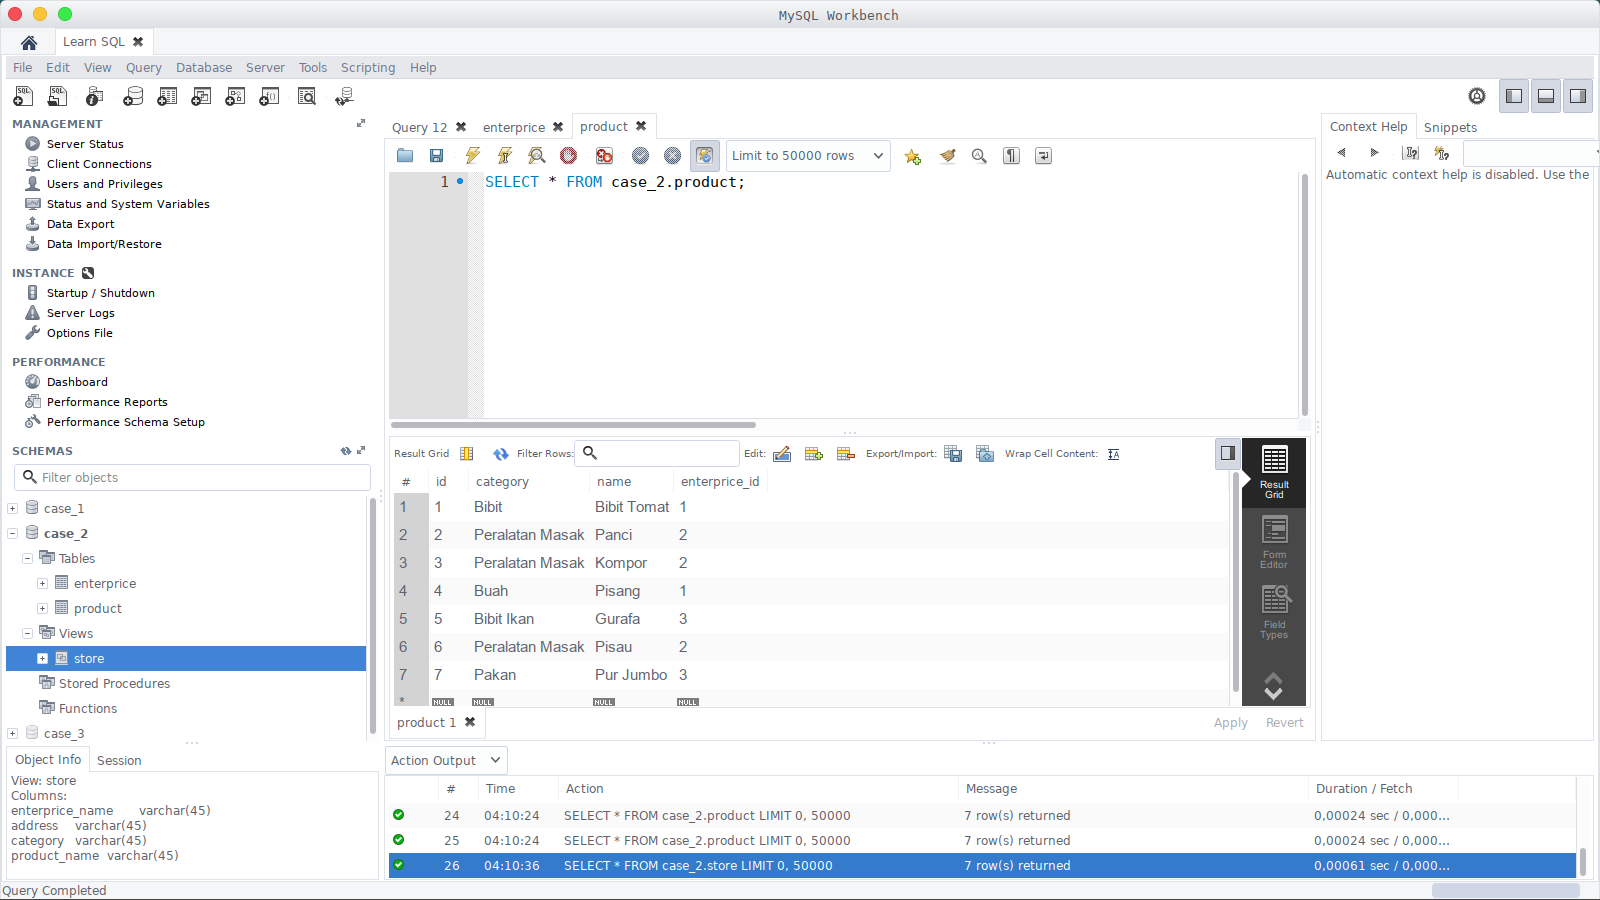 MySQL Workbench
Learn SQL
File Edit View Query Database Server Tools Scripting Help
MANAGEMENT
Server Status
Client Connections
Users and Privileges
Status and System Variables
Data Export
Data Import/Restore
INSTANCE
Startup / Shutdown
Server Logs
Options File
PERFORMANCE
Dashboard
Performance Reports
Performance Schema Setup
SCHEMAS
Filter objects
case_1
case_2
Tables
enterprice
product
Views
store
Stored Procedures
Functions
case_3
Object Info Session
View: store
Columns:
enterprice_name varchar(45)
address varchar(45)
category varchar(45)
product_name varchar(45)
Query 12 enterprice product
Limit to 50000 rows
1 SELECT * FROM case_2.product;
Result Grid Filter Rows: Edit: Export/Import: Wrap Cell Content:
# id category name enterprice_id
1 1 Bibit Bibit Tomat 1
2 2 Peralatan Masak Panci 2
3 3 Peralatan Masak Kompor 2
4 4 Buah Pisang 1
5 5 Bibit Ikan Gurafa 3
6 6 Peralatan Masak Pisau 2
7 7 Pakan Pur Jumbo 3
* NULL NULL NULL NULL
Result
Grid
Form
Editor
Field
Types
product 1 Apply Revert
Context Help Snippets
Automatic context help is disabled. Use the
Action Output
# Time Action Message Duration / Fetch
24 04:10:24 SELECT * FROM case_2.product LIMIT 0, 50000 7 row(s) returned 0,00024 sec / 0,000...
25 04:10:24 SELECT * FROM case_2.product LIMIT 0, 50000 7 row(s) returned 0,00024 sec / 0,000...
26 04:10:36 SELECT * FROM case_2.store LIMIT 0, 50000 7 row(s) returned 0,00061 sec / 0,000...
Query Completed